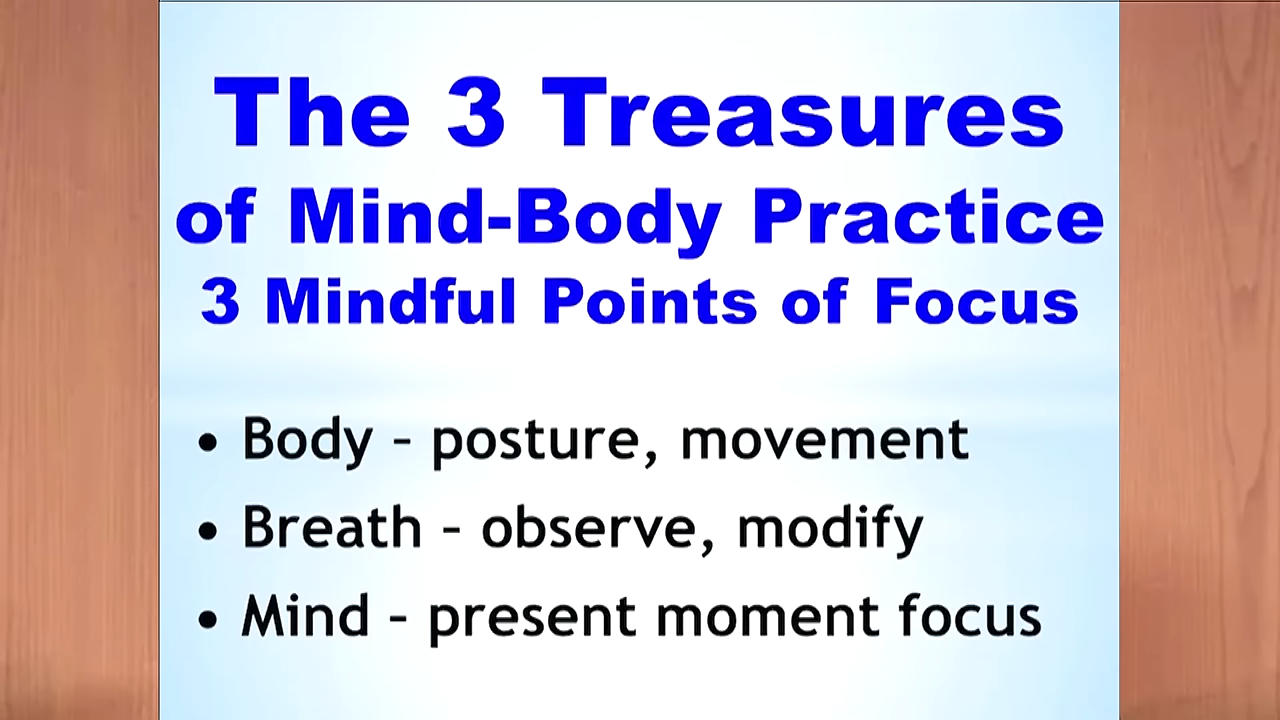 The 3 Treasures
of Mind-Body Practice
3 Mindful Points of Focus
• Body – posture, movement
• Breath – observe, modify
• Mind – present moment focus